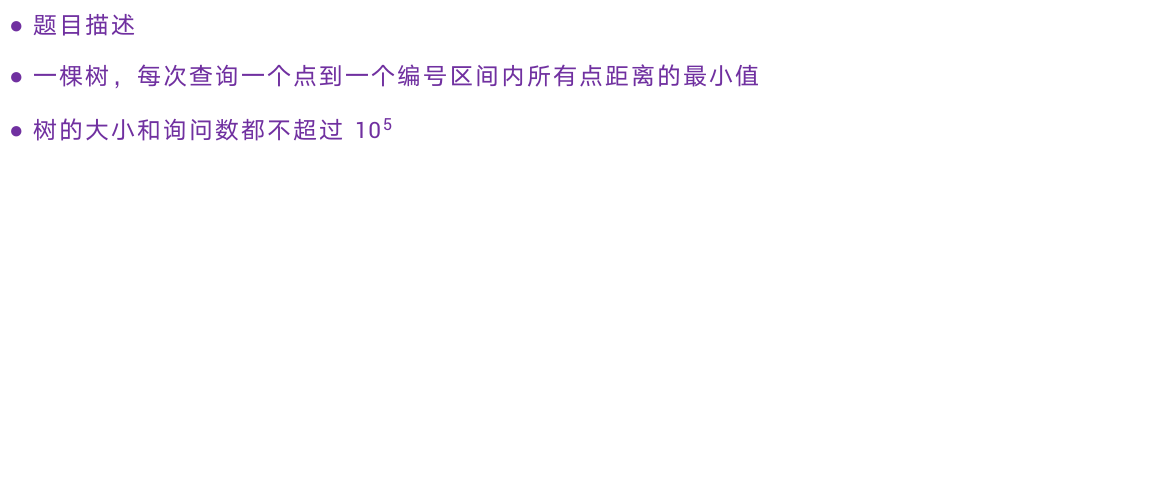 ● 题目描述
● 一棵树，每次查询一个点到一个编号区间内所有点距离的最小值
● 树的大小和询问数都不超过 10⁵